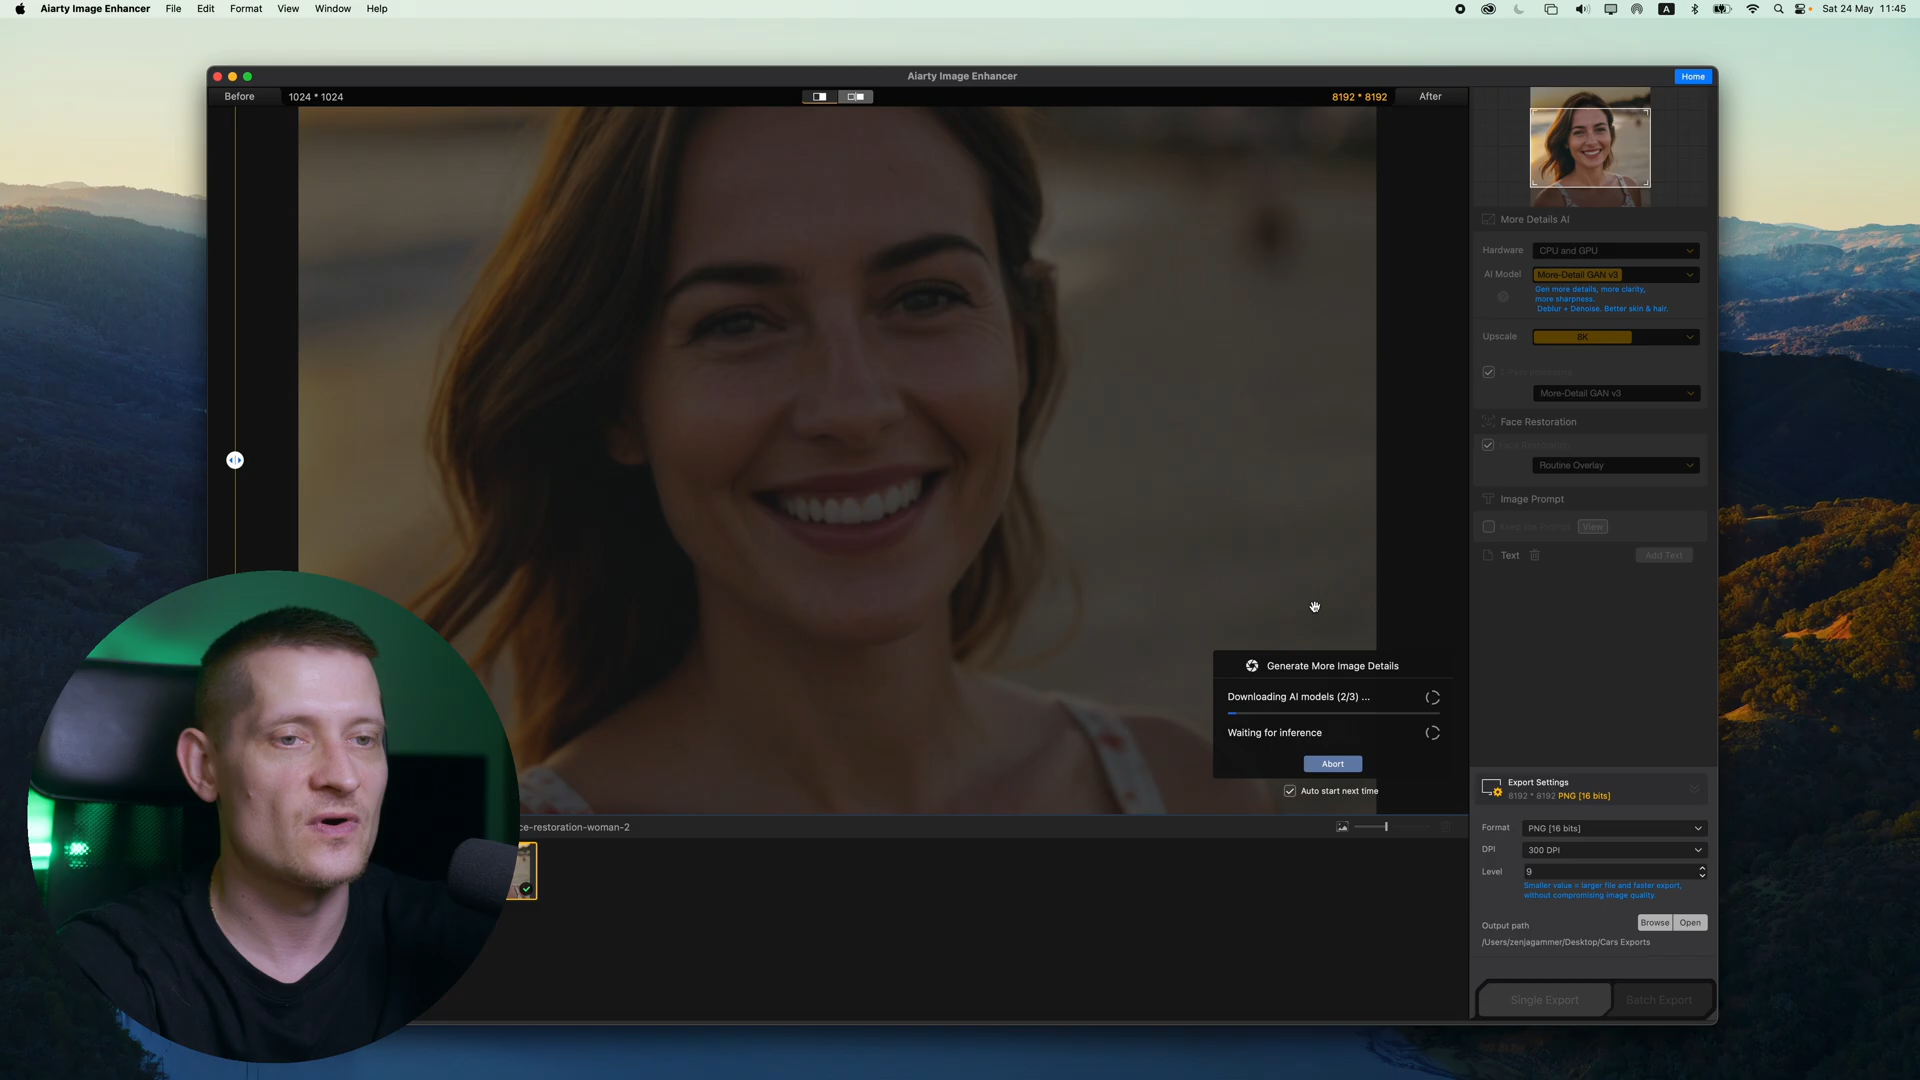 Aiarty Image Enhancer File Edit Format View Window Help
A Sat 24 May 11:45
Aiarty Image Enhancer
Home
Before 1024 * 1024
8192 * 8192 After
More Details AI
Hardware CPU and GPU
AI Model More-Detail GAN v3
Gen more details, more clarity,
more sharpness.
Deblur + Denoise. Better skin & hair.
Upscale 8K
More-Detail GAN v3
Face Restoration
Routine Overlay
Image Prompt
View
Text Add Text
Generate More Image Details
Downloading AI models (2/3) ...
Waiting for inference
Abort
Auto start next time
ce-restoration-woman-2
Export Settings
8192 * 8192 PNG [16 bits]
Format PNG [16 bits]
DPI 300 DPI
Level 9
Smaller value = larger file and faster export,
without compromising image quality.
Output path Browse Open
/Users/zenjagammer/Desktop/Cars Exports
Single Export Batch Export